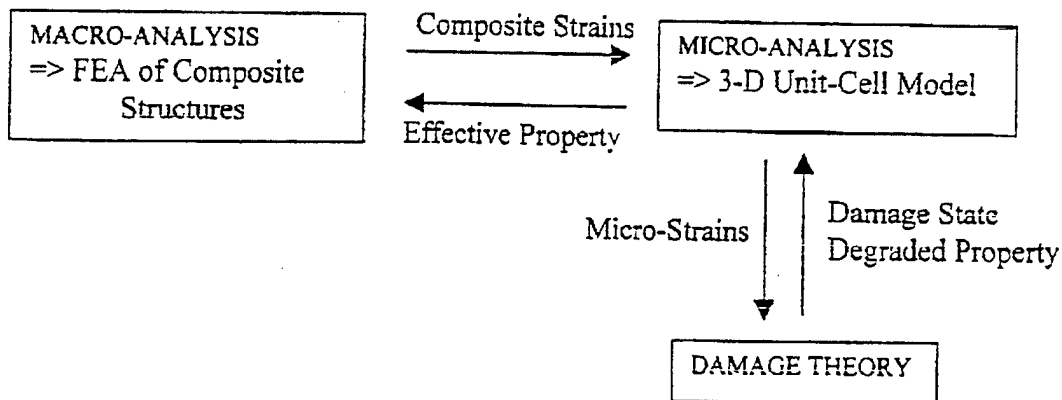 MACRO-ANALYSIS
=> FEA of Composite
Structures
Composite Strains
Effective Property
MICRO-ANALYSIS
=> 3-D Unit-Cell Model
Micro-Strains
Damage State
Degraded Property
DAMAGE THEORY